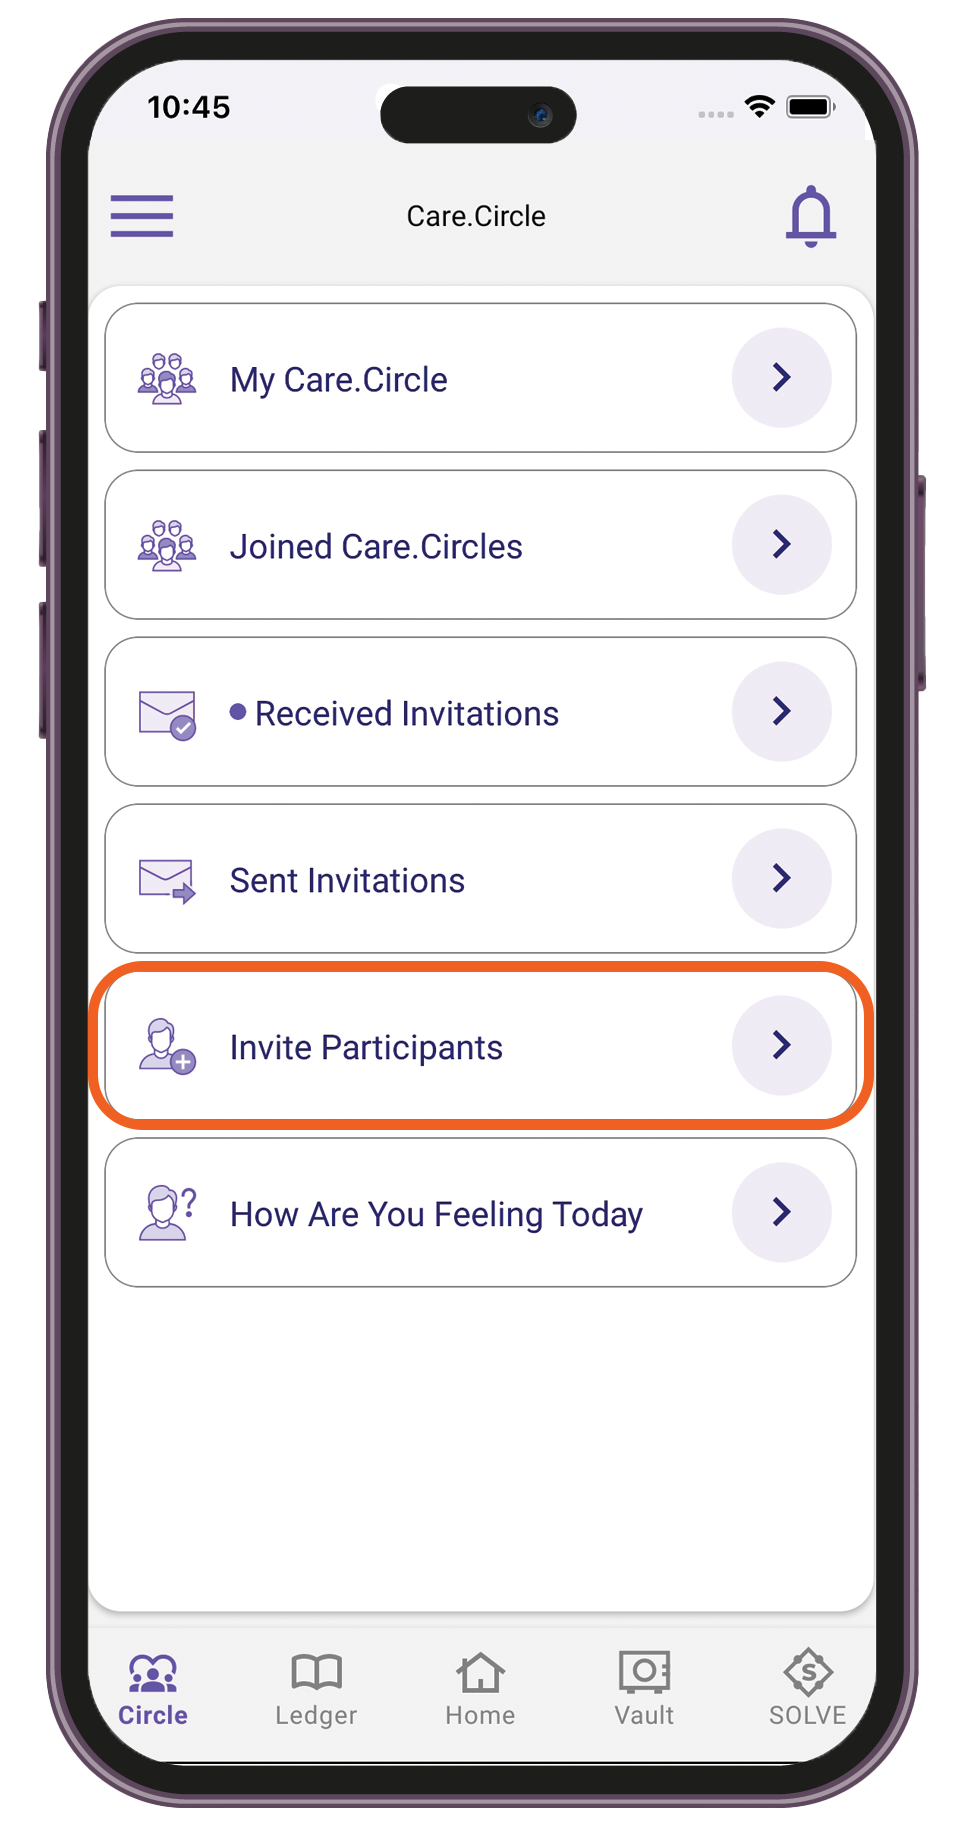 10:45
Care.Circle
My Care.Circle
Joined Care.Circles
Received Invitations
Sent Invitations
Invite Participants
How Are You Feeling Today
Circle
Ledger
Home
Vault
SOLVE